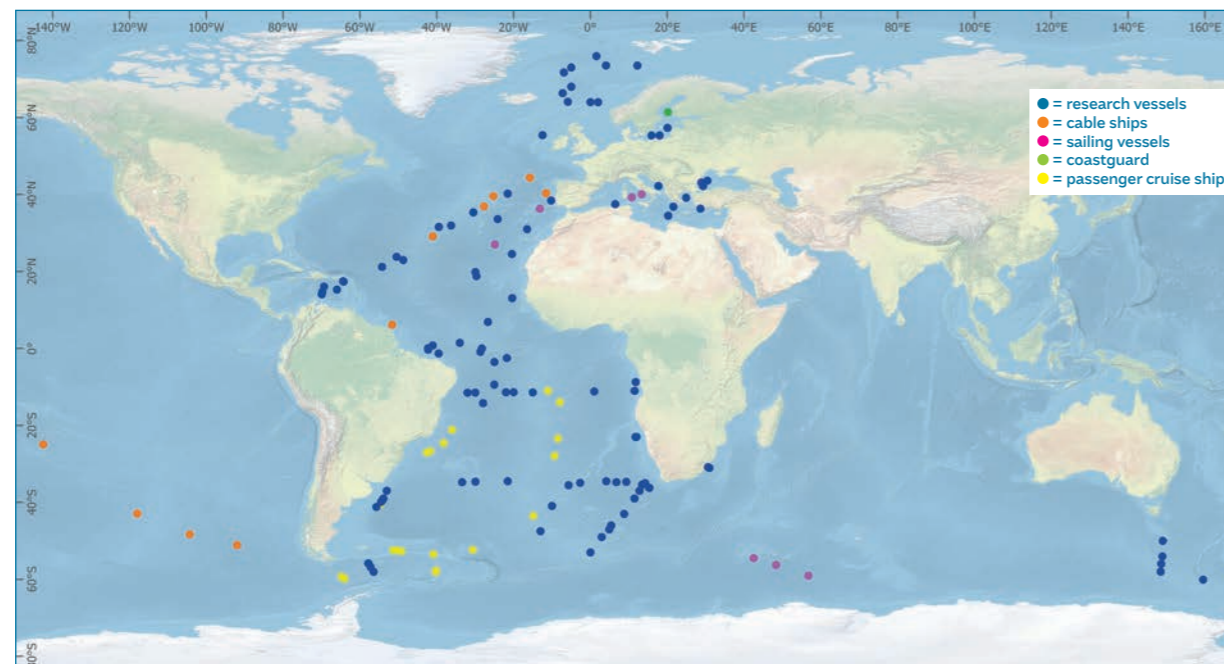 140°W 120°W 100°W 80°W 60°W 40°W 20°W 0° 20°E 40°E 60°E 80°E 100°E 120°E 140°E 160°E
80°N
60°N
40°N
20°N
0°
20°S
40°S
60°S
80°S
= research vessels
= cable ships
= sailing vessels
= coastguard
= passenger cruise ship